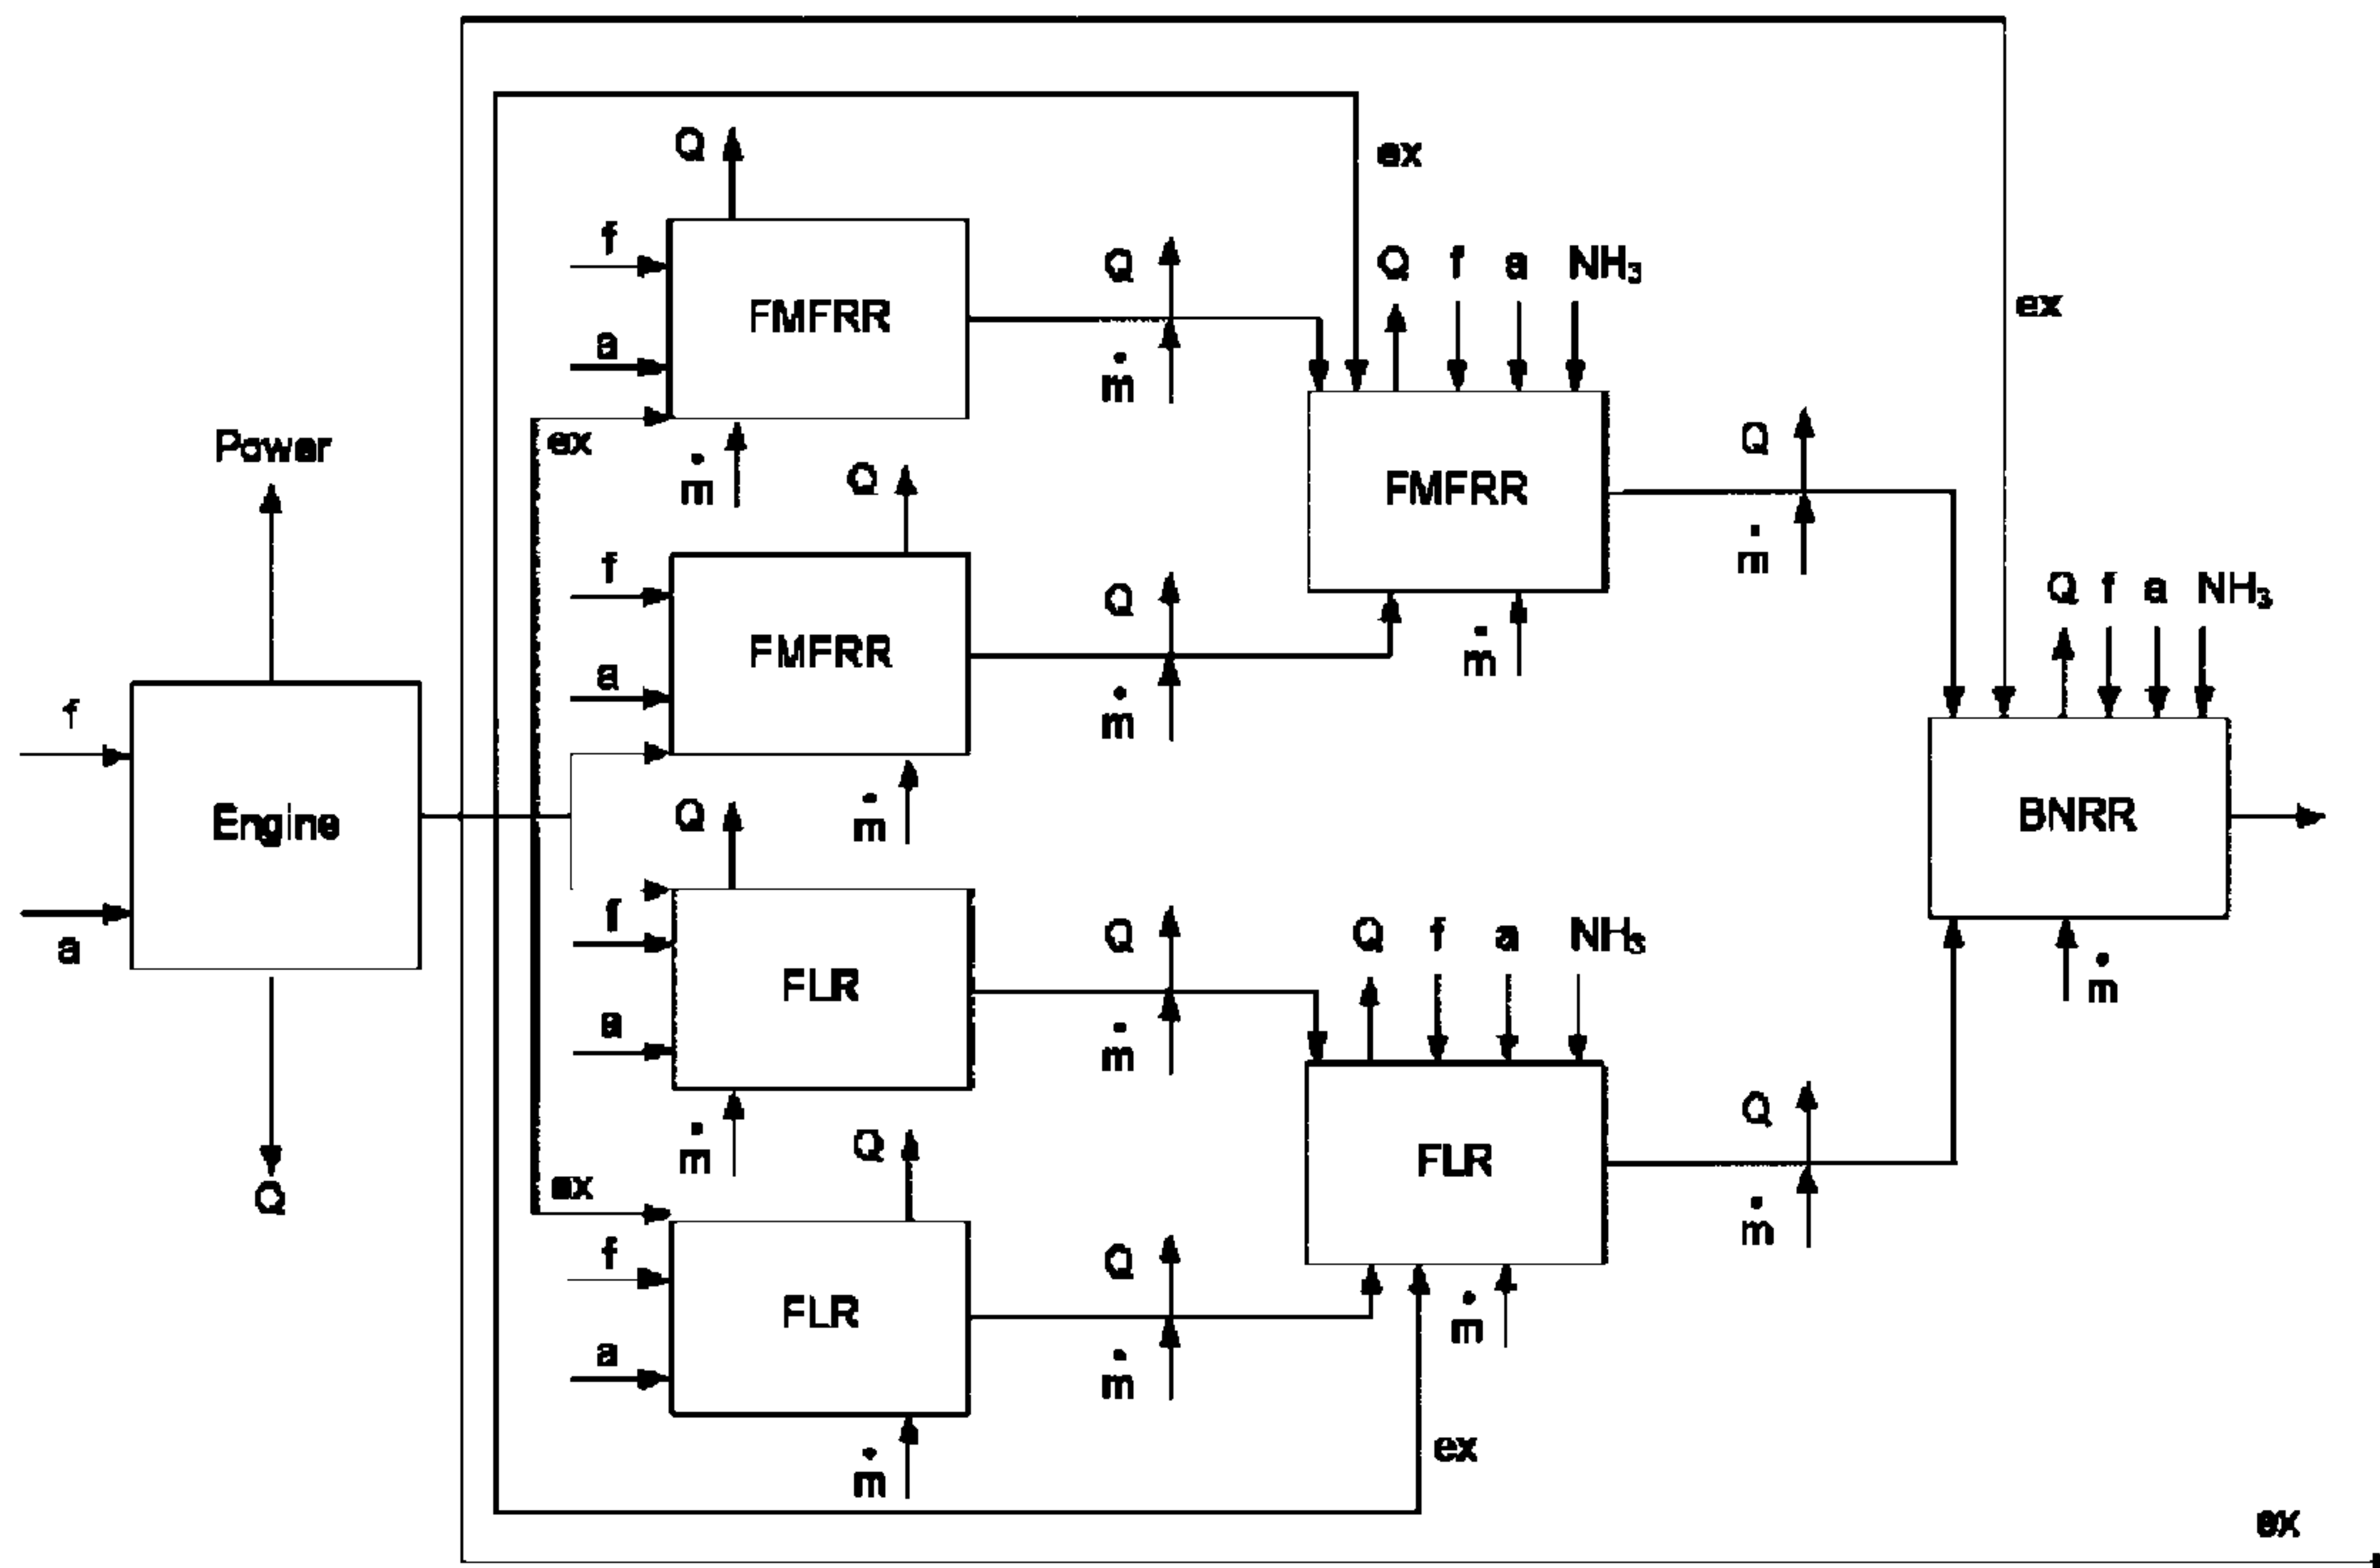 ex
Q
f
Q
Q f a NH₃
FMFRR
ex
a
ṁ
ex
Power
Q
ṁ
Q
FMFRR
ṁ
f
Q
Q f a NH₃
FMFRR
ṁ
a
ṁ
f
Engine
Q
ṁ
BNRR
a
f
Q
Q f a NH₃
ṁ
FLR
a
ṁ
Q
ṁ
Q
FLR
ex
Q
ṁ
f
Q
FLR
ṁ
a
ṁ
ex
ṁ
ex